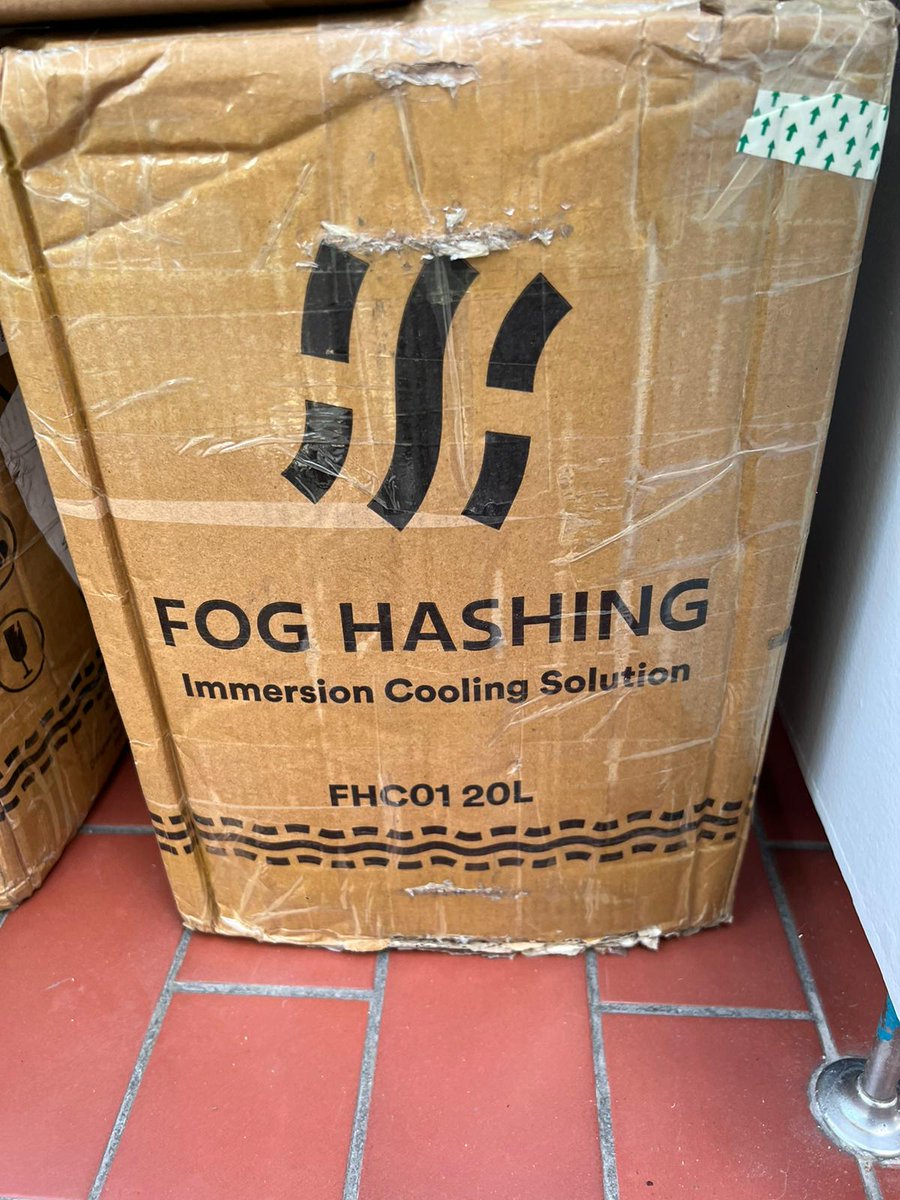 FOG HASHING
Immersion Cooling Solution
FHC01 20L